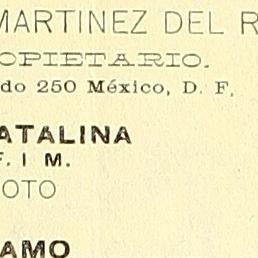 MARTINEZ DEL R
OPIETARIO.
do 250 México, D. F.
ATALINA
F. I M.
OTO
AMO